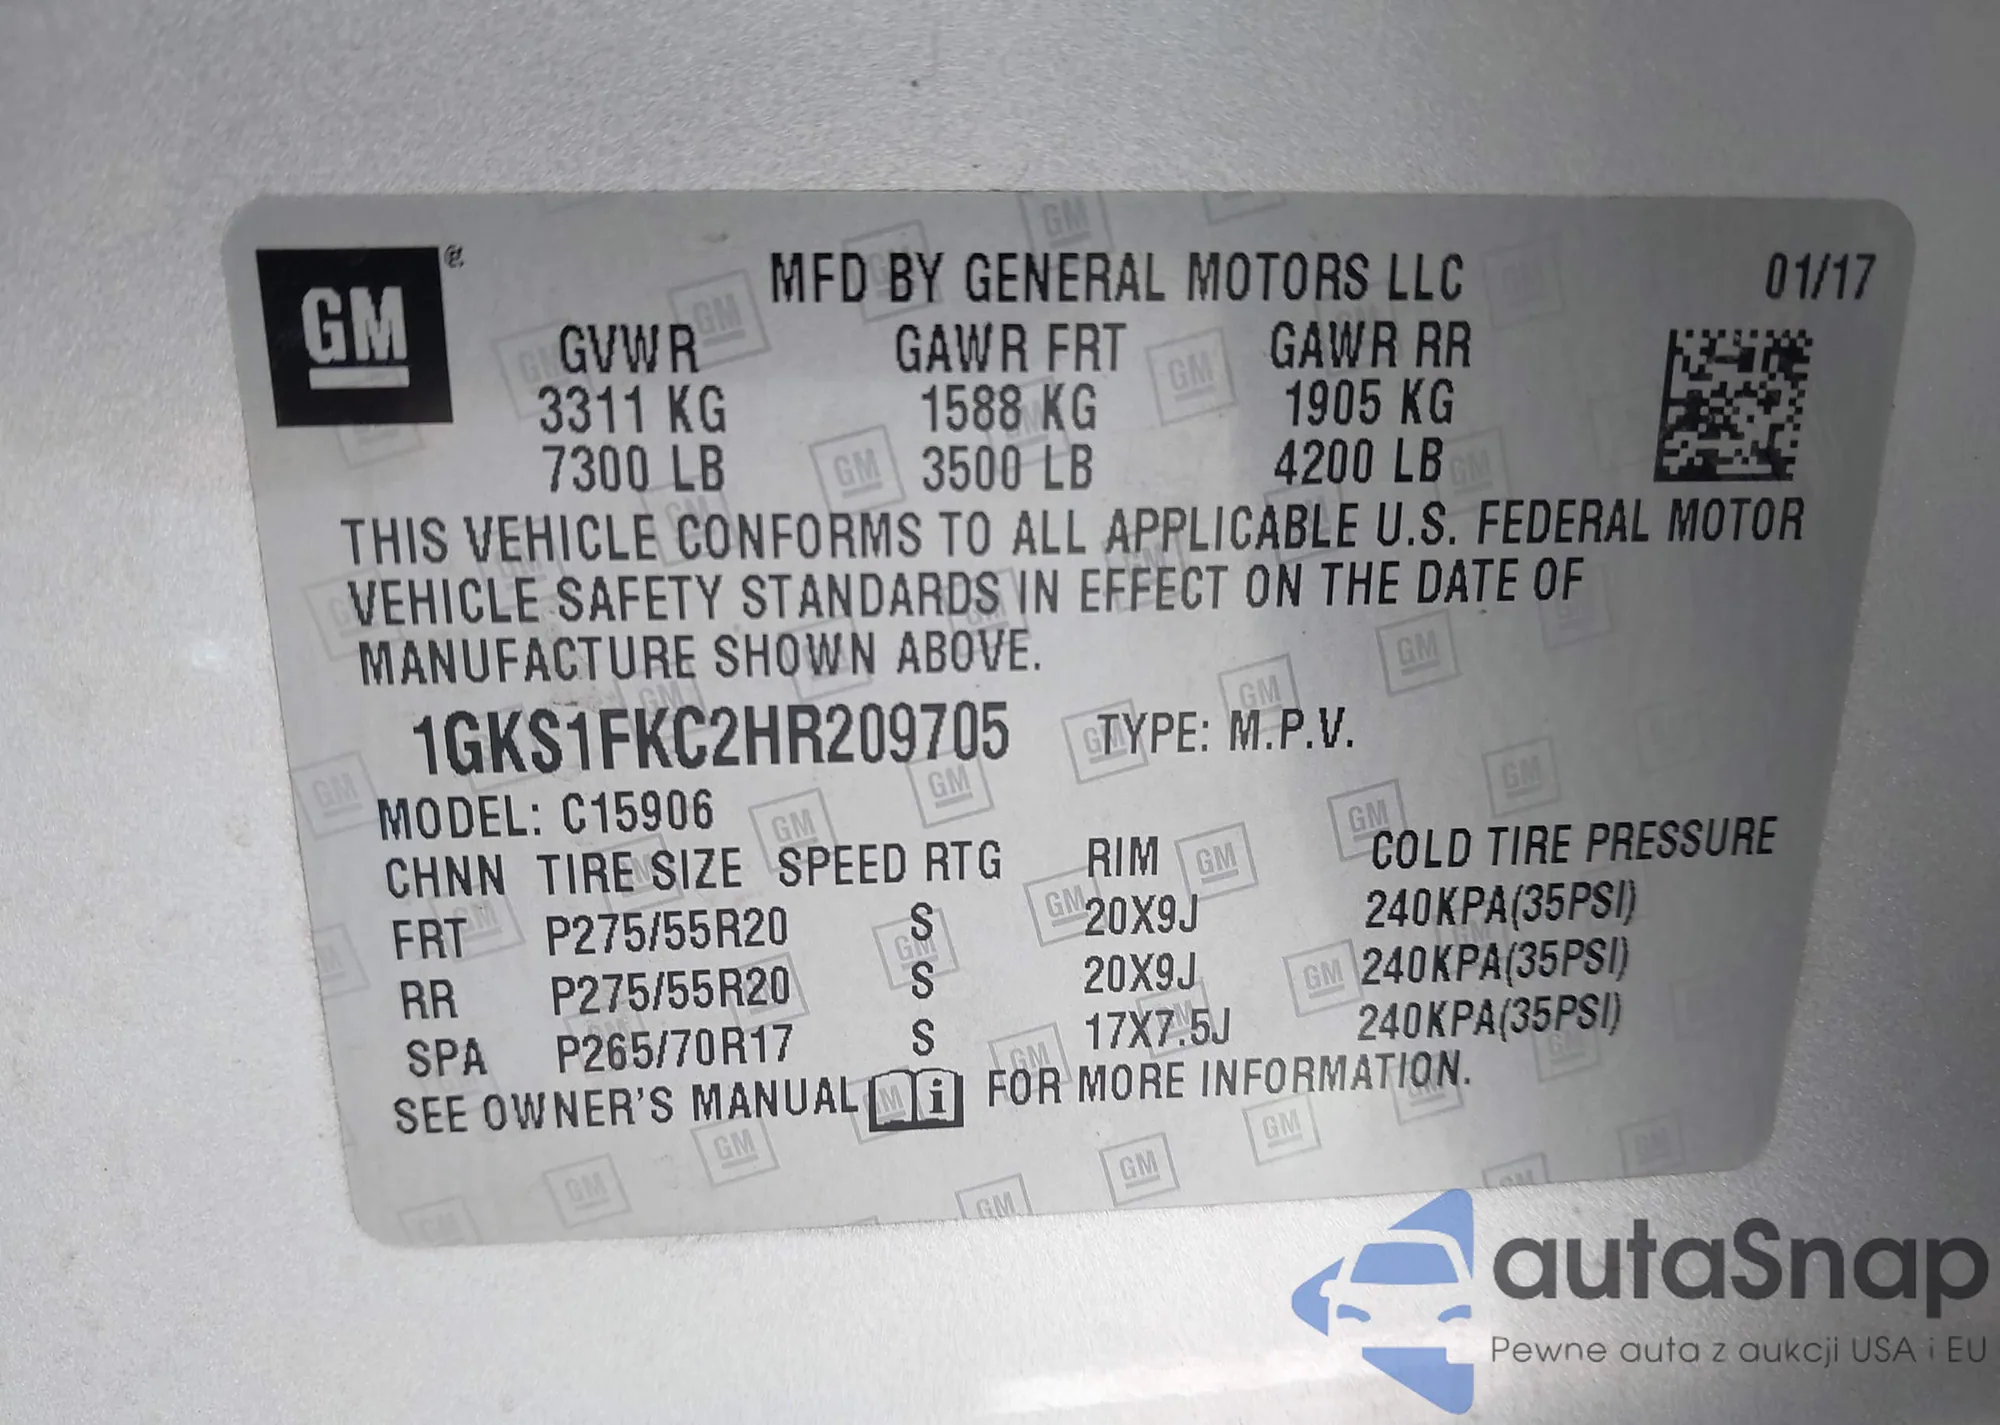 GM
MFD BY GENERAL MOTORS LLC 01/17
GVWR GAWR FRT GAWR RR
3311 KG 1588 KG 1905 KG
7300 LB 3500 LB 4200 LB
THIS VEHICLE CONFORMS TO ALL APPLICABLE U.S. FEDERAL MOTOR
VEHICLE SAFETY STANDARDS IN EFFECT ON THE DATE OF
MANUFACTURE SHOWN ABOVE.
1GKS1FKC2HR209705 TYPE: M.P.V.
MODEL: C15906
CHNN TIRE SIZE SPEED RTG RIM COLD TIRE PRESSURE
FRT P275/55R20 S 20X9J 240KPA(35PSI)
RR P275/55R20 S 20X9J 240KPA(35PSI)
SPA P265/70R17 S 17X7.5J 240KPA(35PSI)
SEE OWNER'S MANUAL i FOR MORE INFORMATION.
autaSnap
Pewne auta z aukcji USA i EU